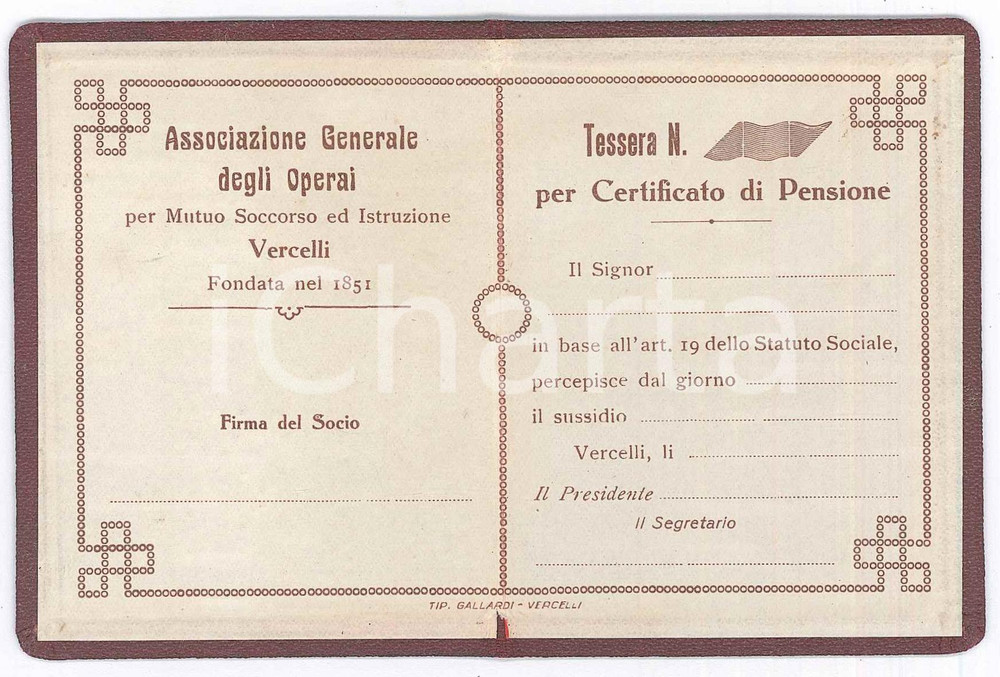 Associazione Generale
degli Operai
per Mutuo Soccorso ed Istruzione
Vercelli
Fondata nel 1851
Firma del Socio
Tessera N.
per Certificato di Pensione
Il Signor
in base all'art. 19 dello Statuto Sociale,
percepisce dal giorno
il sussidio
Vercelli, li
Il Presidente
Il Segretario
TIP. GALLARDI - VERCELLI
iCharta